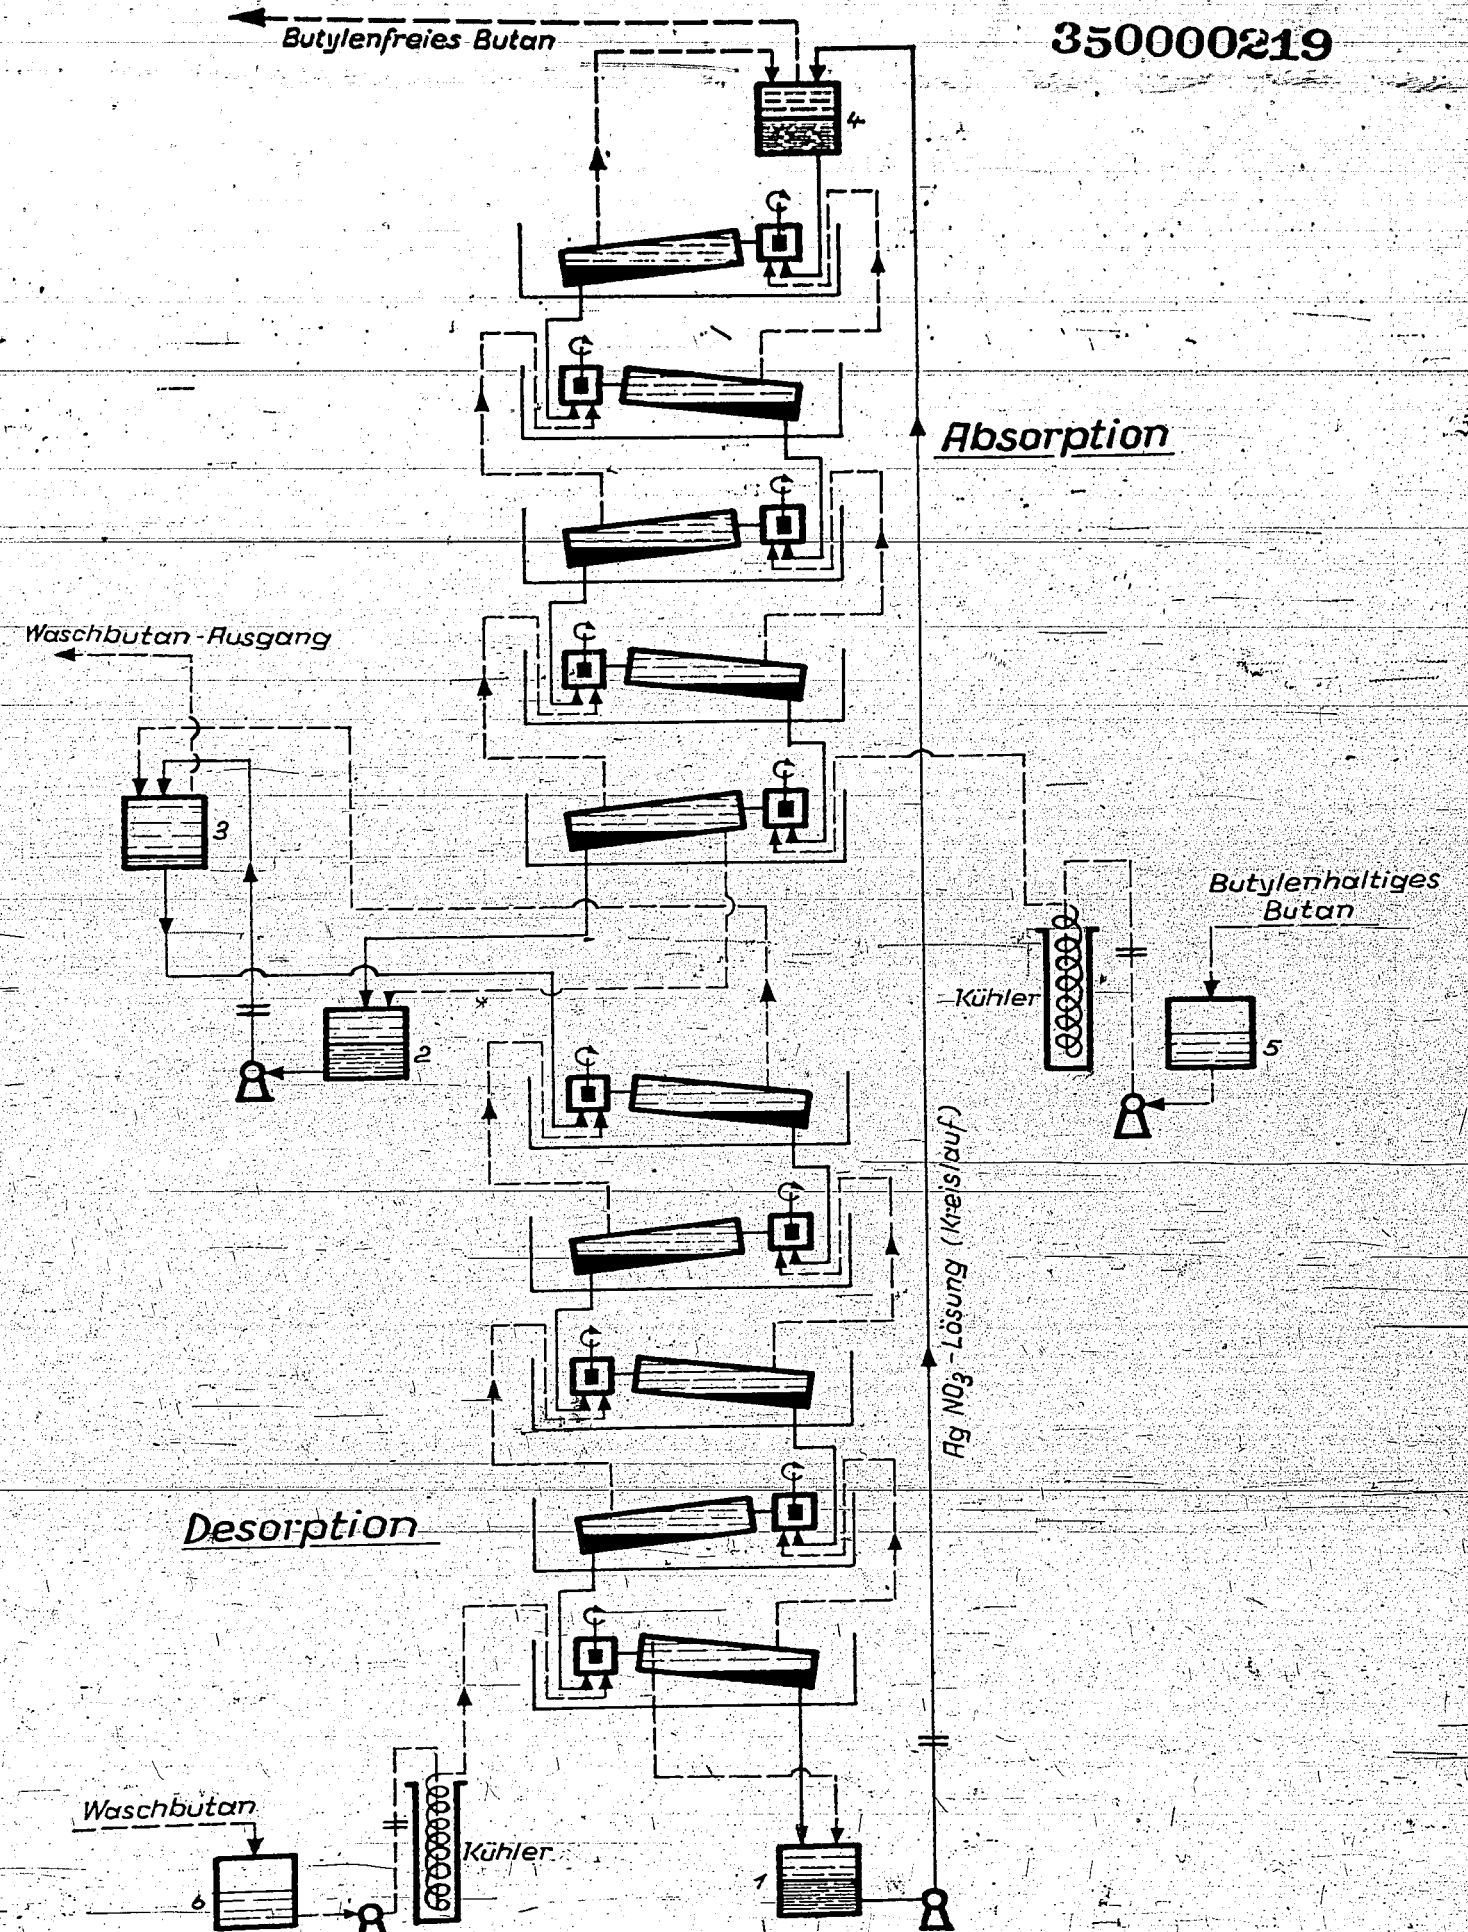 350000219
Butylenfreies Butan
4
Absorption
Waschbutan-Ausgang
3
Butylenhaltiges
Butan
Kühler
2
5
Ag NO3-Lösung (Kreislauf)
Desorption
Waschbutan
Kühler
6
1